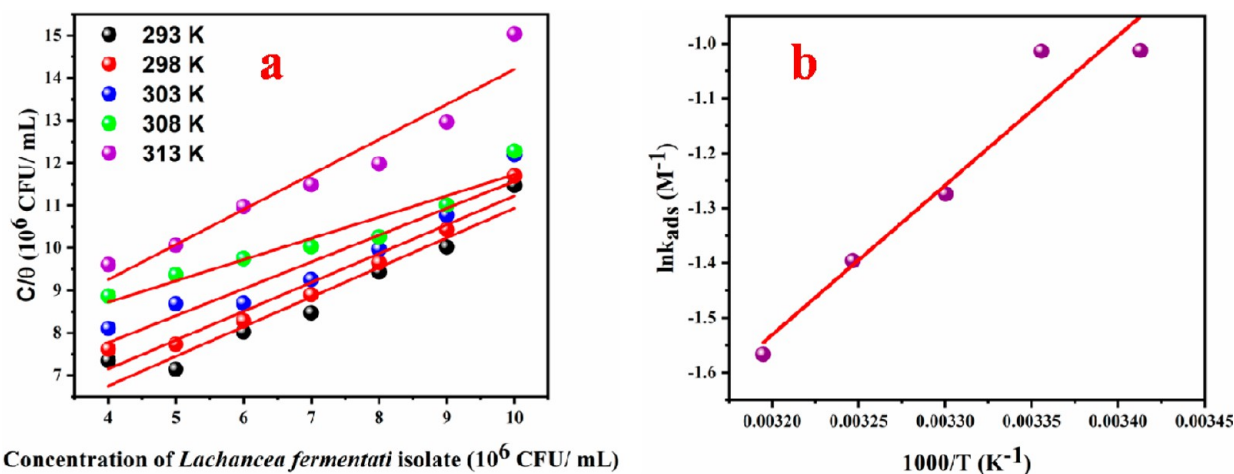 a
293 K
298 K
303 K
308 K
313 K
15
14
13
12
11
10
9
8
7
C/θ (10⁶ CFU/ mL)
4 5 6 7 8 9 10
Concentration of Lachancea fermentati isolate (10⁶ CFU/ mL)
b
-1.0
-1.1
-1.2
-1.3
-1.4
-1.5
-1.6
lnkads (M⁻¹)
0.00320 0.00325 0.00330 0.00335 0.00340 0.00345
1000/T (K⁻¹)